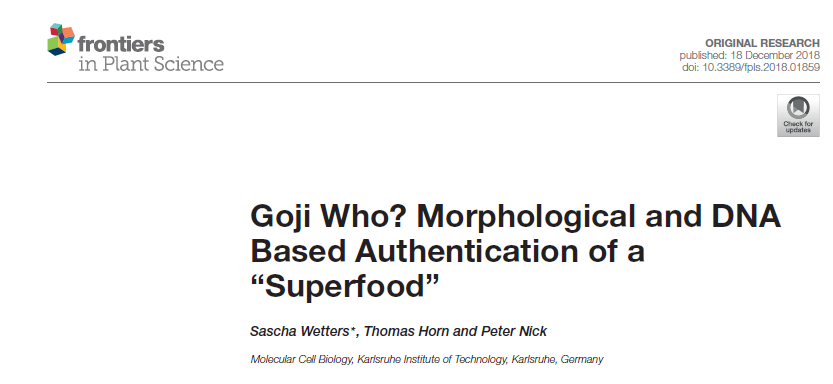 frontiers
in Plant Science
ORIGINAL RESEARCH
published: 18 December 2018
doi: 10.3389/fpls.2018.01859
Check for
updates
Goji Who? Morphological and DNA
Based Authentication of a
“Superfood”
Sascha Wetters*, Thomas Horn and Peter Nick
Molecular Cell Biology, Karlsruhe Institute of Technology, Karlsruhe, Germany